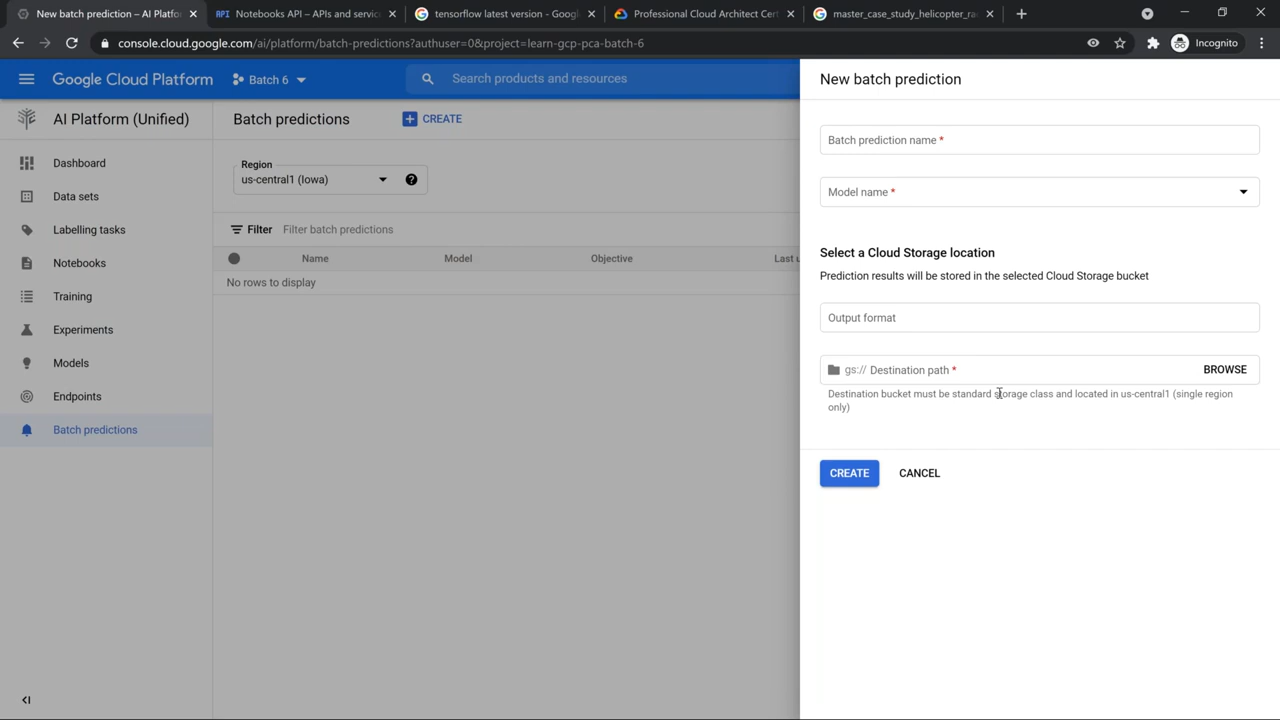 New batch prediction – AI Platfo
Notebooks API – APIs and servic
tensorflow latest version - Goog
Professional Cloud Architect Cert
master_case_study_helicopter_ra
console.cloud.google.com/ai/platform/batch-predictions?authuser=0&project=learn-gcp-pca-batch-6
Incognito
Google Cloud Platform
Batch 6
Search products and resources
New batch prediction
AI Platform (Unified)
Batch predictions
CREATE
Dashboard
Data sets
Labelling tasks
Notebooks
Training
Experiments
Models
Endpoints
Batch predictions
Region
us-central1 (Iowa)
Filter Filter batch predictions
Name Model Objective Last u
No rows to display
Batch prediction name *
Model name *
Select a Cloud Storage location
Prediction results will be stored in the selected Cloud Storage bucket
Output format
gs:// Destination path * BROWSE
Destination bucket must be standard storage class and located in us-central1 (single region
only)
CREATE CANCEL